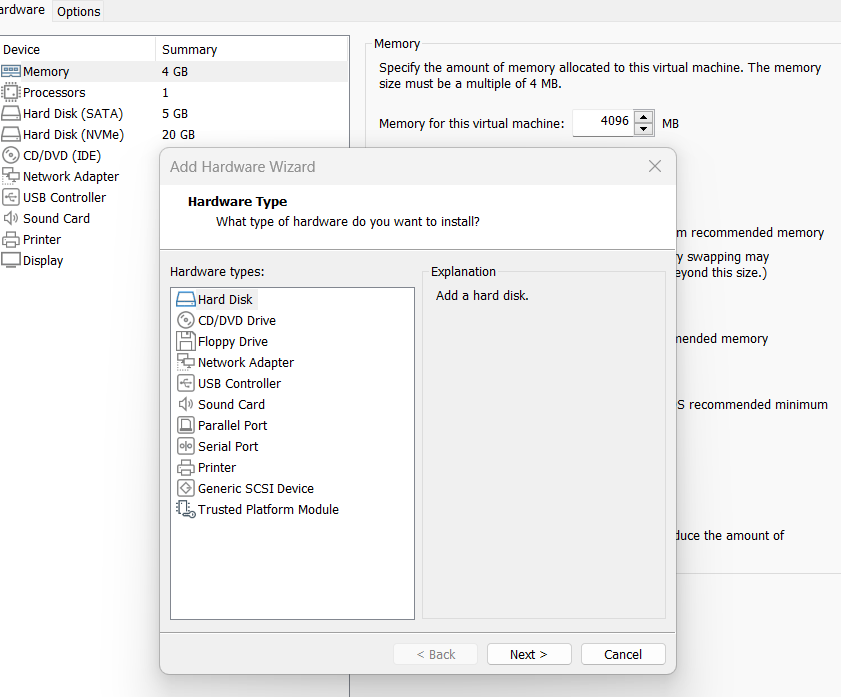 Options
Device Summary
Memory 4 GB
Processors 1
Hard Disk (SATA) 5 GB
Hard Disk (NVMe) 20 GB
CD/DVD (IDE)
Network Adapter
USB Controller
Sound Card
Printer
Display
Memory
Specify the amount of memory allocated to this virtual machine. The memory
size must be a multiple of 4 MB.
Memory for this virtual machine: 4096 MB
recommended memory
swapping may
this size.)
memory
recommended minimum
the amount of
Add Hardware Wizard
Hardware Type
What type of hardware do you want to install?
Hardware types:
Hard Disk
CD/DVD Drive
Floppy Drive
Network Adapter
USB Controller
Sound Card
Parallel Port
Serial Port
Printer
Generic SCSI Device
Trusted Platform Module
Explanation
Add a hard disk.
< Back Next > Cancel